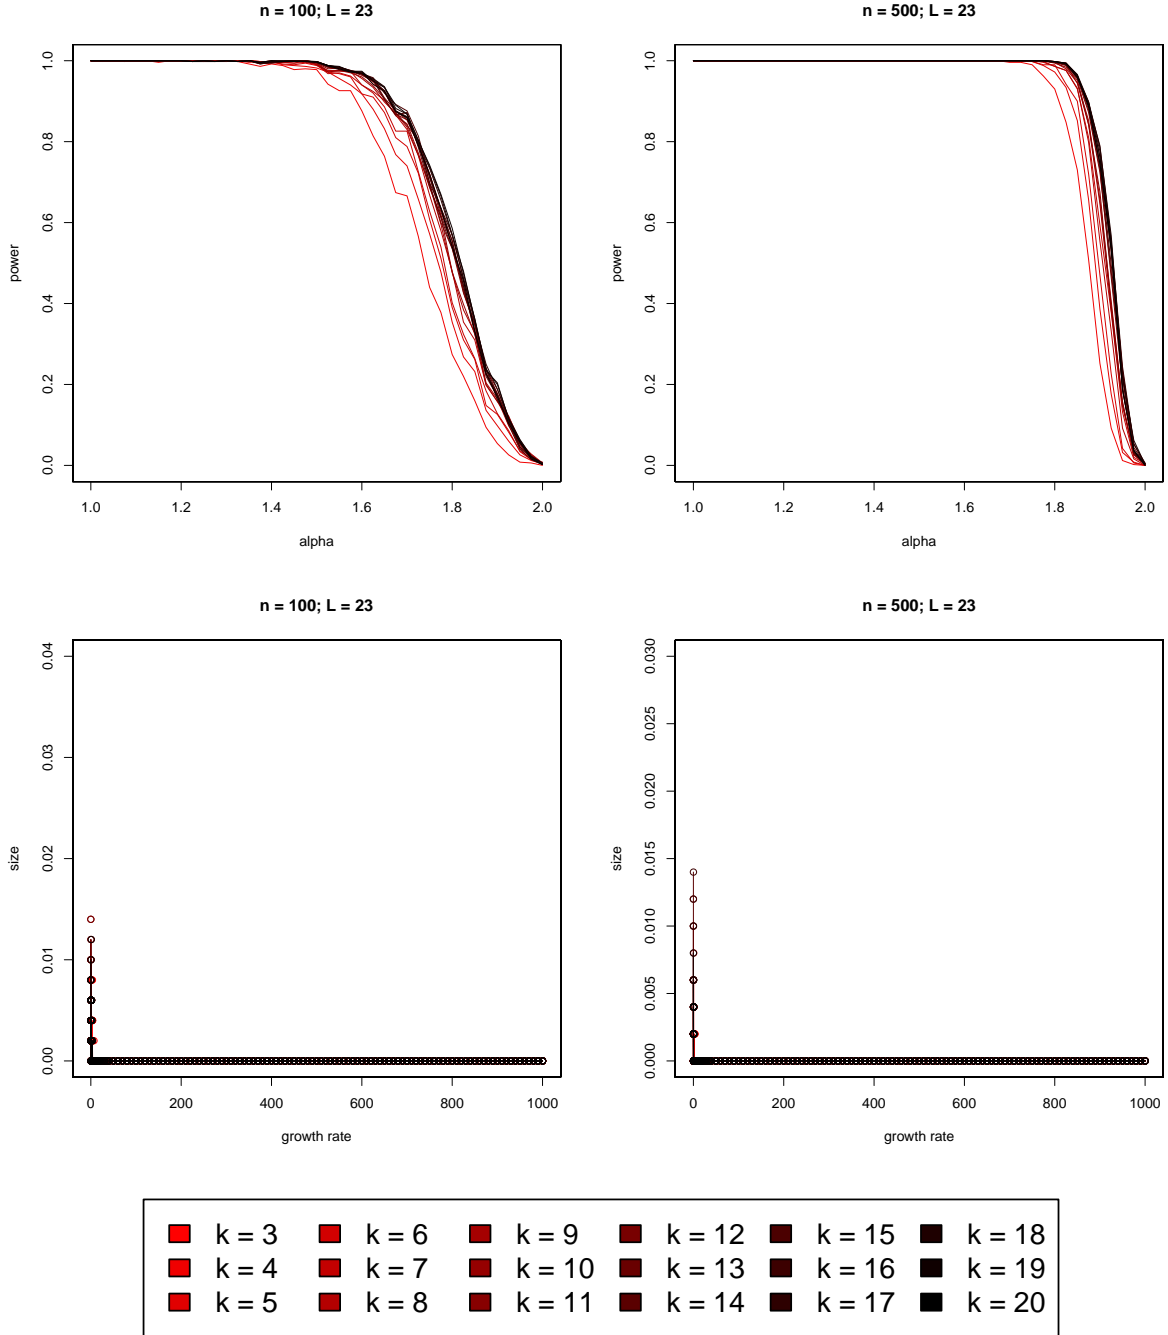 n = 100; L = 23
n = 500; L = 23
power
1.0
0.8
0.6
0.4
0.2
0.0
1.0 1.2 1.4 1.6 1.8 2.0
alpha
power
1.0
0.8
0.6
0.4
0.2
0.0
1.0 1.2 1.4 1.6 1.8 2.0
alpha
n = 100; L = 23
n = 500; L = 23
size
0.04
0.03
0.02
0.01
0.00
0 200 400 600 800 1000
growth rate
size
0.030
0.025
0.020
0.015
0.010
0.005
0.000
0 200 400 600 800 1000
growth rate
k = 3 k = 6 k = 9 k = 12 k = 15 k = 18
k = 4 k = 7 k = 10 k = 13 k = 16 k = 19
k = 5 k = 8 k = 11 k = 14 k = 17 k = 20